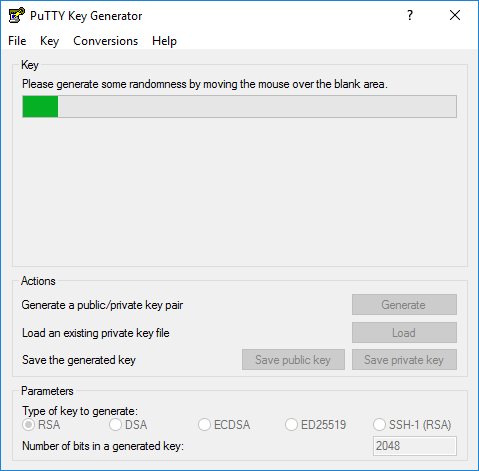 PuTTY Key Generator
?
File Key Conversions Help
Key
Please generate some randomness by moving the mouse over the blank area.
Actions
Generate a public/private key pair
Generate
Load an existing private key file
Load
Save the generated key
Save public key
Save private key
Parameters
Type of key to generate:
RSA DSA ECDSA ED25519 SSH-1 (RSA)
Number of bits in a generated key:
2048